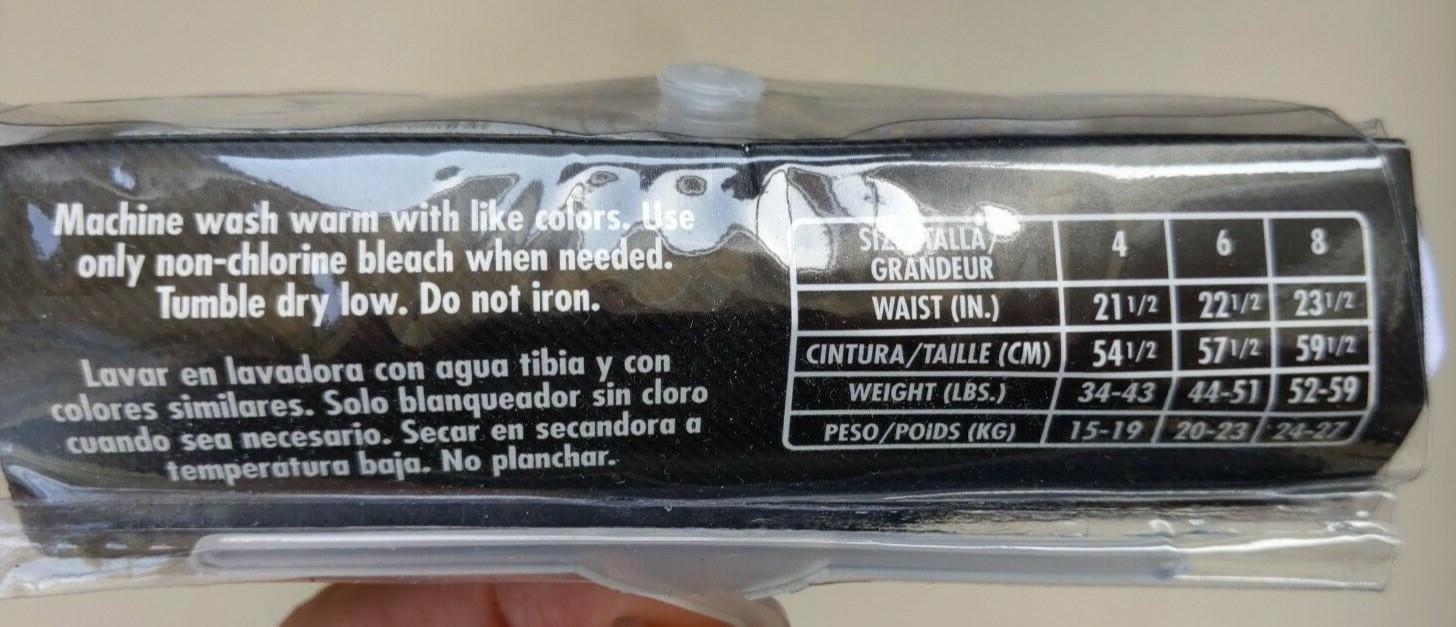 Machine wash warm with like colors. Use
only non-chlorine bleach when needed.
Tumble dry low. Do not iron.
Lavar en lavadora con agua tibia y con
colores similares. Solo blanqueador sin cloro
cuando sea necesario. Secar en secandora a
temperatura baja. No planchar.
SIZE/TALLA/ 4 6 8
GRANDEUR
WAIST (IN.) 21 1/2 22 1/2 23 1/2
CINTURA/TAILLE (CM) 54 1/2 57 1/2 59 1/2
WEIGHT (LBS.) 34-43 44-51 52-59
PESO/POIDS (KG) 15-19 20-23 24-27